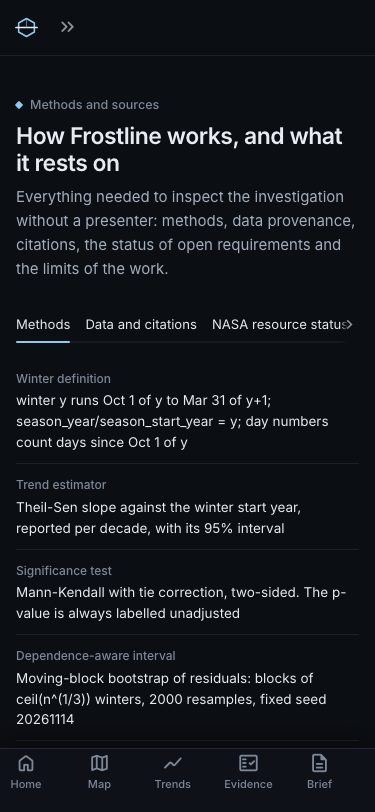 Methods and sources
How Frostline works, and what
it rests on
Everything needed to inspect the investigation
without a presenter: methods, data provenance,
citations, the status of open requirements and
the limits of the work.
Methods
Data and citations
NASA resource status
Winter definition
winter y runs Oct 1 of y to Mar 31 of y+1;
season_year/season_start_year = y; day numbers
count days since Oct 1 of y
Trend estimator
Theil-Sen slope against the winter start year,
reported per decade, with its 95% interval
Significance test
Mann-Kendall with tie correction, two-sided. The p-
value is always labelled unadjusted
Dependence-aware interval
Moving-block bootstrap of residuals: blocks of
ceil(n^(1/3)) winters, 2000 resamples, fixed seed
20261114
Home
Map
Trends
Evidence
Brief